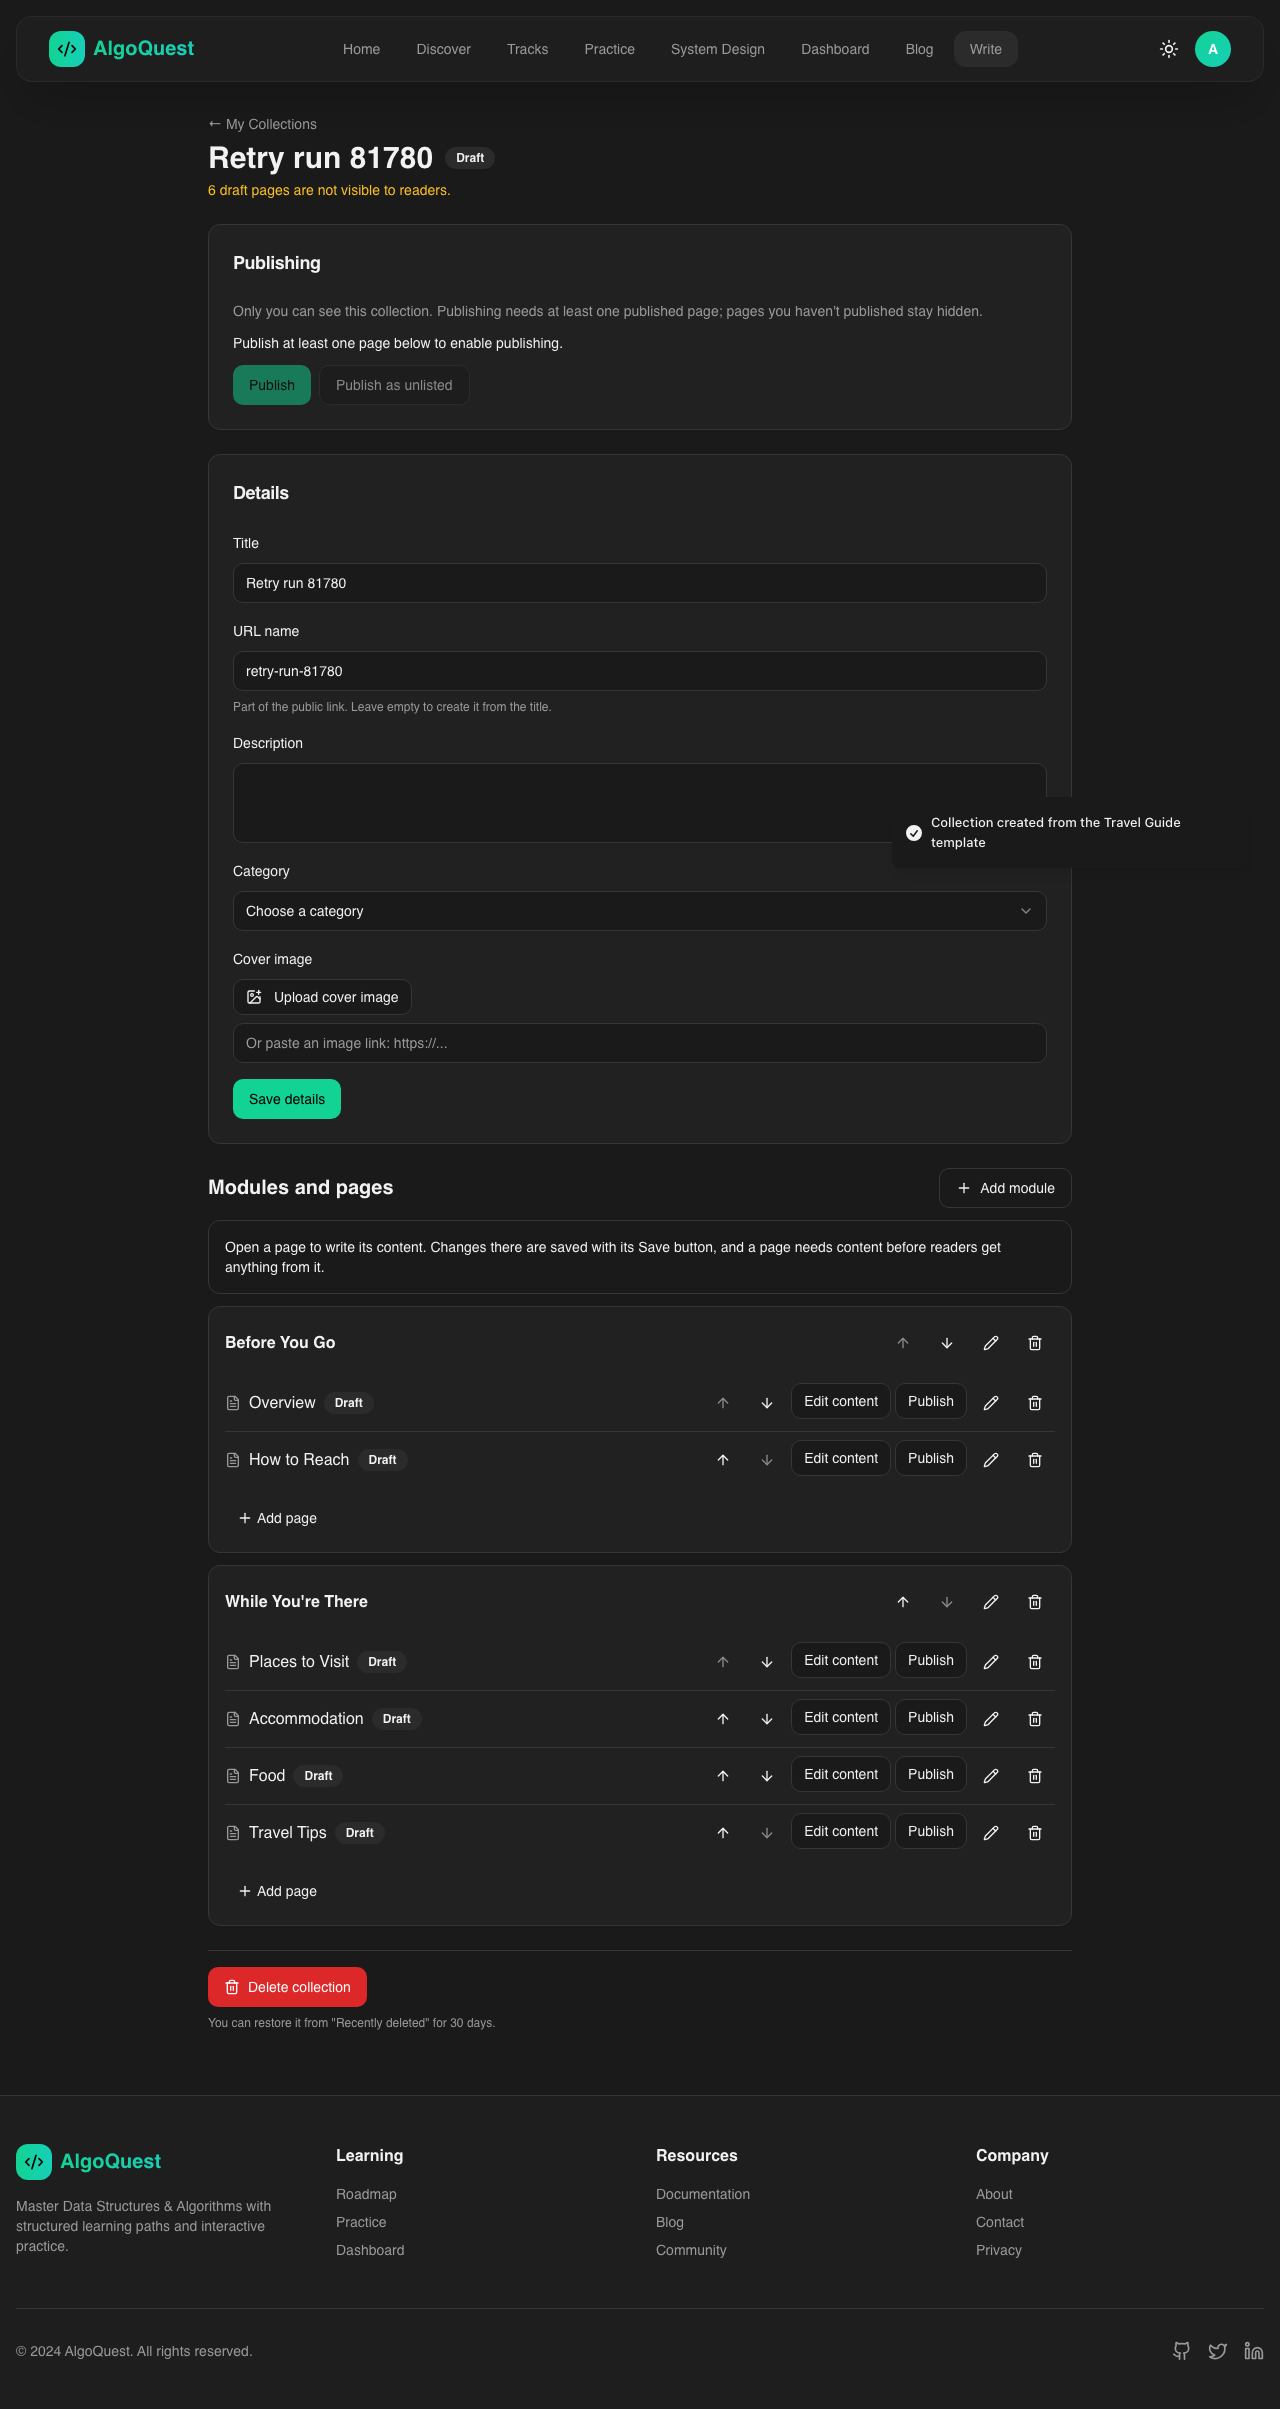 AlgoQuest
Home
Discover
Tracks
Practice
System Design
Dashboard
Blog
Write
A
← My Collections
Retry run 81780
Draft
6 draft pages are not visible to readers.
Publishing
Only you can see this collection. Publishing needs at least one published page; pages you haven't published stay hidden.
Publish at least one page below to enable publishing.
Publish
Publish as unlisted
Details
Title
Retry run 81780
URL name
retry-run-81780
Part of the public link. Leave empty to create it from the title.
Description
Collection created from the Travel Guide
template
Category
Choose a category
Cover image
Upload cover image
Or paste an image link: https://...
Save details
Modules and pages
Add module
Open a page to write its content. Changes there are saved with its Save button, and a page needs content before readers get
anything from it.
Before You Go
Overview
Draft
Edit content
Publish
How to Reach
Draft
Edit content
Publish
Add page
While You're There
Places to Visit
Draft
Edit content
Publish
Accommodation
Draft
Edit content
Publish
Food
Draft
Edit content
Publish
Travel Tips
Draft
Edit content
Publish
Add page
Delete collection
You can restore it from "Recently deleted" for 30 days.
AlgoQuest
Master Data Structures & Algorithms with
structured learning paths and interactive
practice.
Learning
Roadmap
Practice
Dashboard
Resources
Documentation
Blog
Community
Company
About
Contact
Privacy
© 2024 AlgoQuest. All rights reserved.